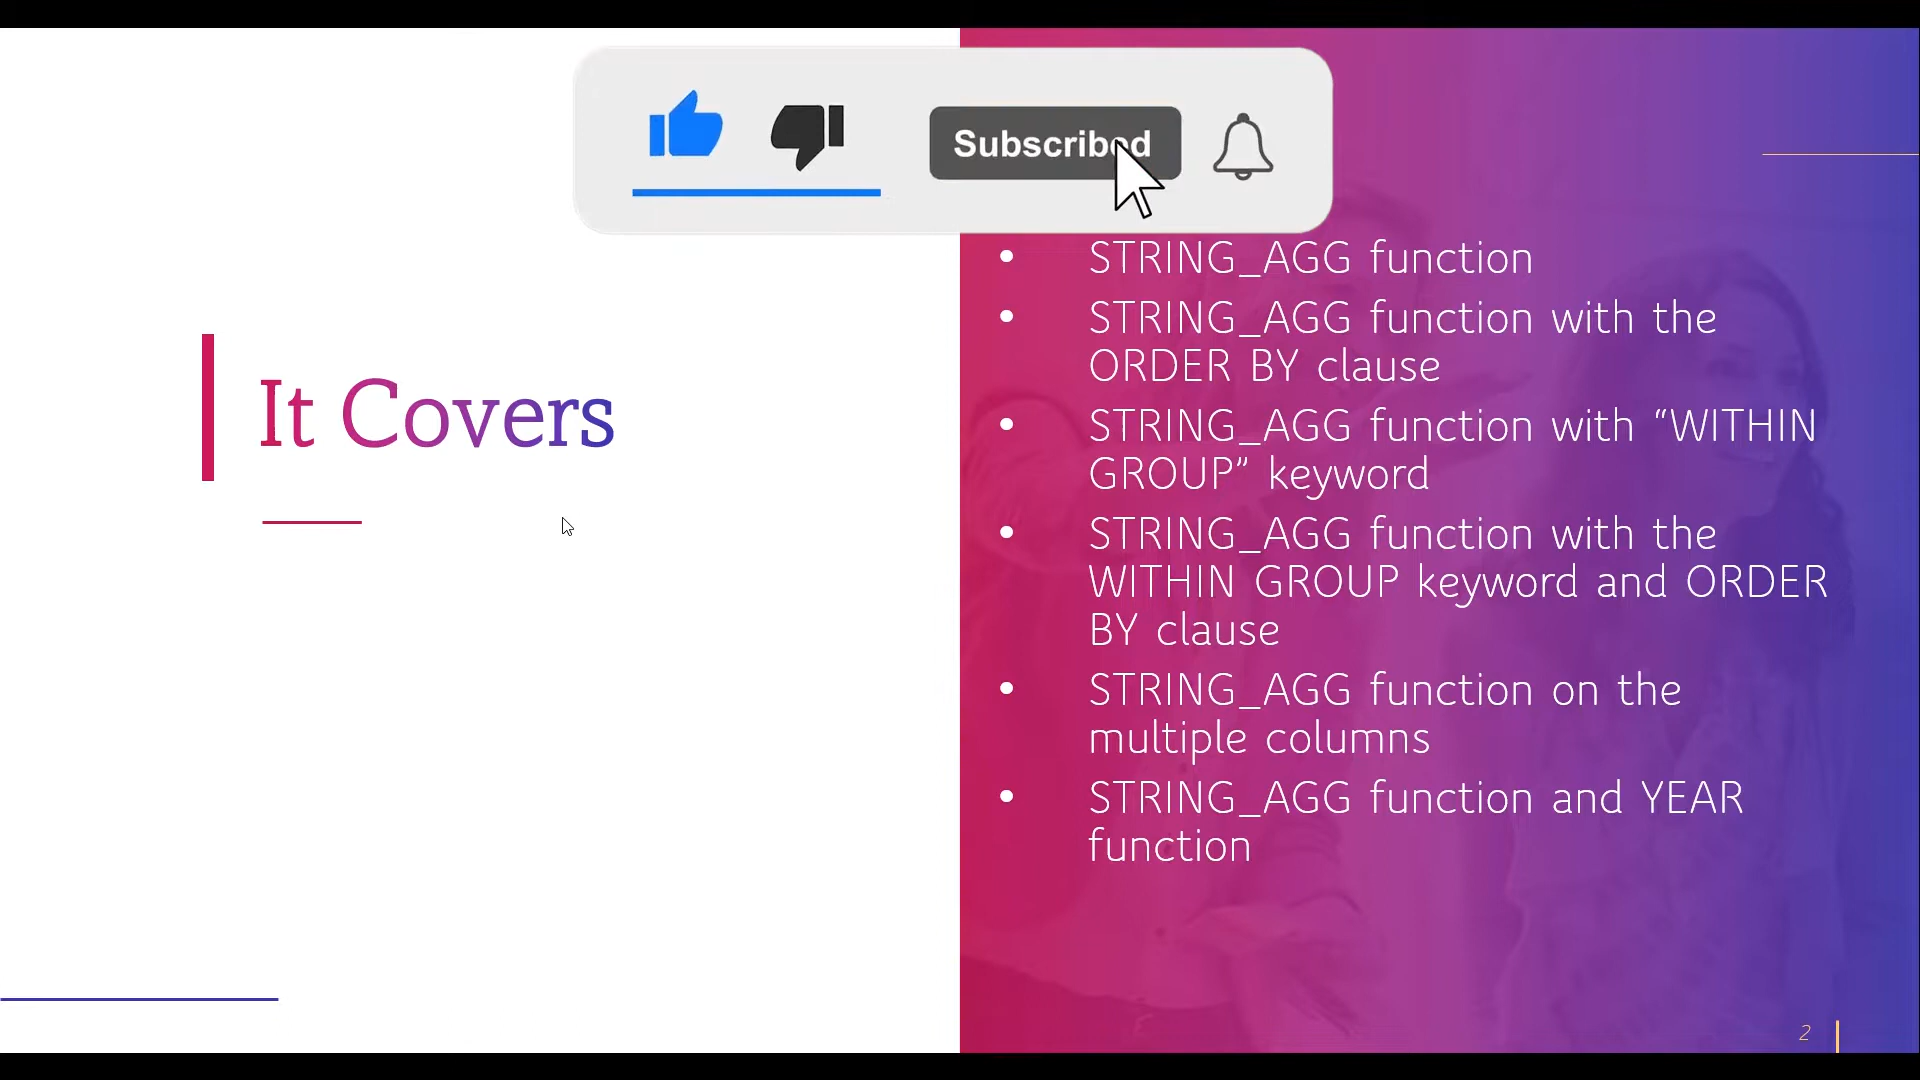 Subscribed
It Covers
• STRING_AGG function
• STRING_AGG function with the
ORDER BY clause
• STRING_AGG function with “WITHIN
GROUP” keyword
• STRING_AGG function with the
WITHIN GROUP keyword and ORDER
BY clause
• STRING_AGG function on the
multiple columns
• STRING_AGG function and YEAR
function
2